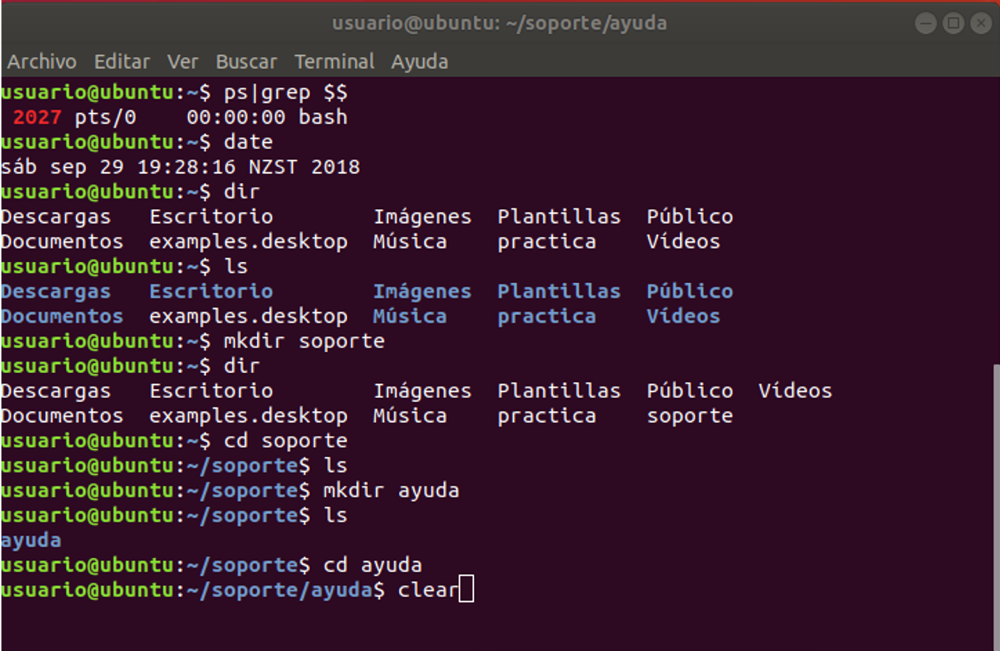 usuario@ubuntu: ~/soporte/ayuda
Archivo Editar Ver Buscar Terminal Ayuda
usuario@ubuntu:~$ ps|grep $$
 2027 pts/0    00:00:00 bash
usuario@ubuntu:~$ date
sáb sep 29 19:28:16 NZST 2018
usuario@ubuntu:~$ dir
Descargas   Escritorio        Imágenes  Plantillas  Público
Documentos  examples.desktop  Música    practica    Vídeos
usuario@ubuntu:~$ ls
Descargas   Escritorio        Imágenes  Plantillas  Público
Documentos  examples.desktop  Música    practica    Vídeos
usuario@ubuntu:~$ mkdir soporte
usuario@ubuntu:~$ dir
Descargas   Escritorio        Imágenes  Plantillas  Público  Vídeos
Documentos  examples.desktop  Música    practica    soporte
usuario@ubuntu:~$ cd soporte
usuario@ubuntu:~/soporte$ ls
usuario@ubuntu:~/soporte$ mkdir ayuda
usuario@ubuntu:~/soporte$ ls
ayuda
usuario@ubuntu:~/soporte$ cd ayuda
usuario@ubuntu:~/soporte/ayuda$ clear